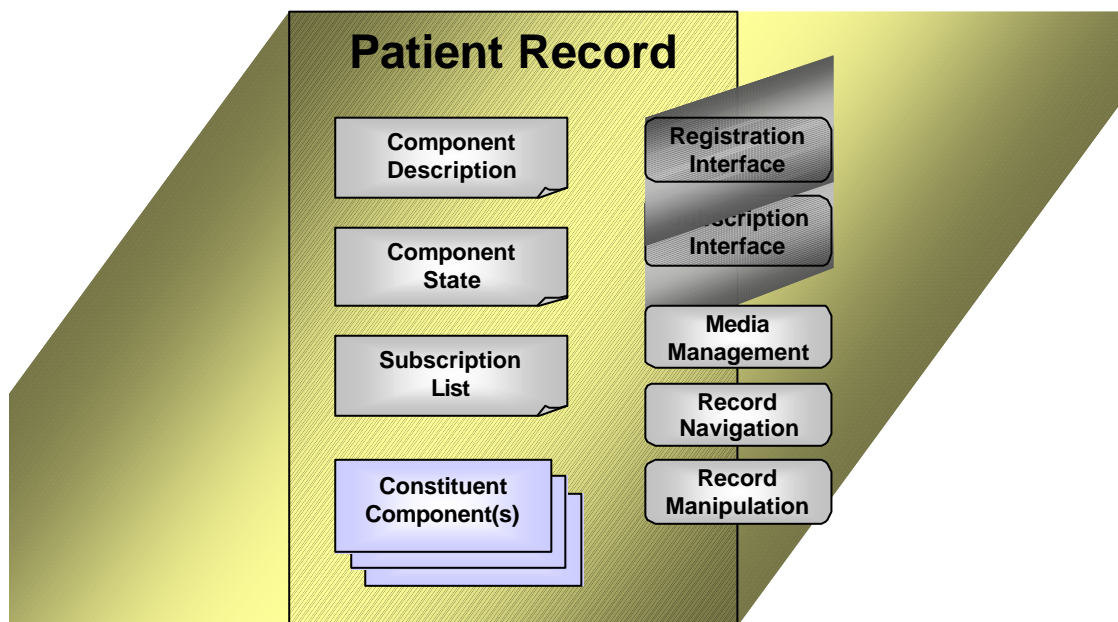 Patient Record
Component
Description
Component
State
Subscription
List
Constituent
Component(s)
Registration
Interface
Subscription
Interface
Media
Management
Record
Navigation
Record
Manipulation